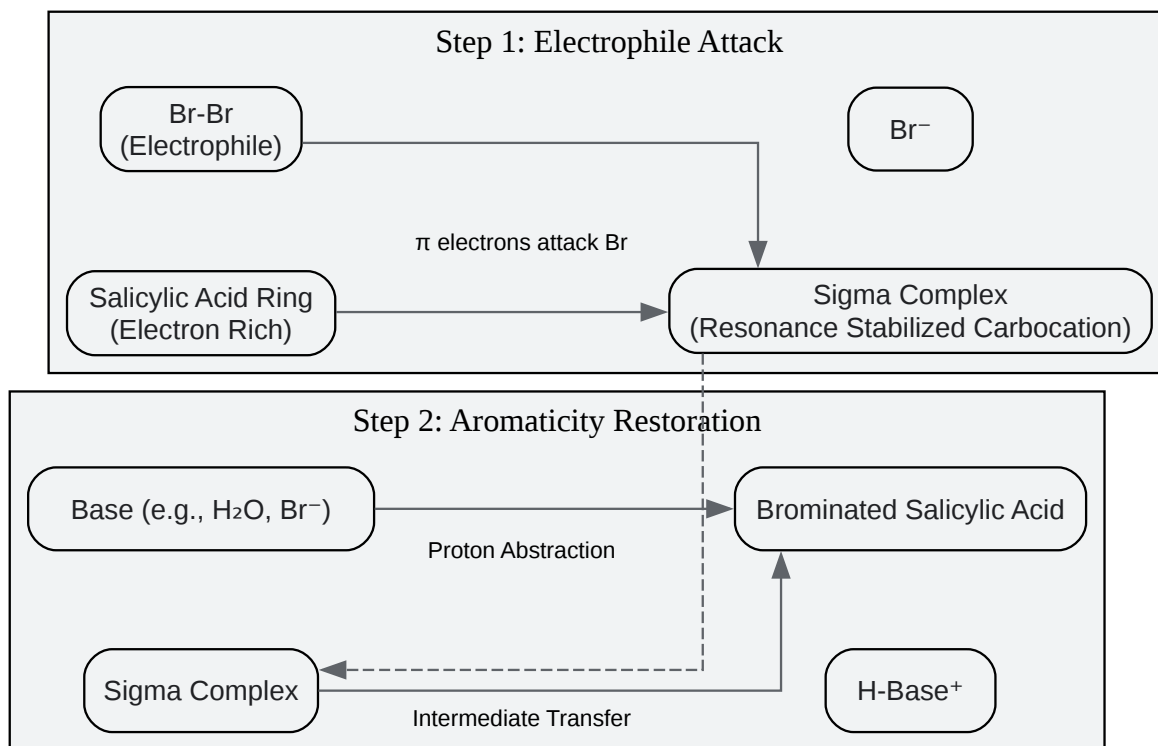 Step 1: Electrophile Attack
Br-Br
(Electrophile)
Br⁻
π electrons attack Br
Salicylic Acid Ring
(Electron Rich)
Sigma Complex
(Resonance Stabilized Carbocation)
Step 2: Aromaticity Restoration
Base (e.g., H₂O, Br⁻)
Brominated Salicylic Acid
Proton Abstraction
Sigma Complex
H-Base⁺
Intermediate Transfer